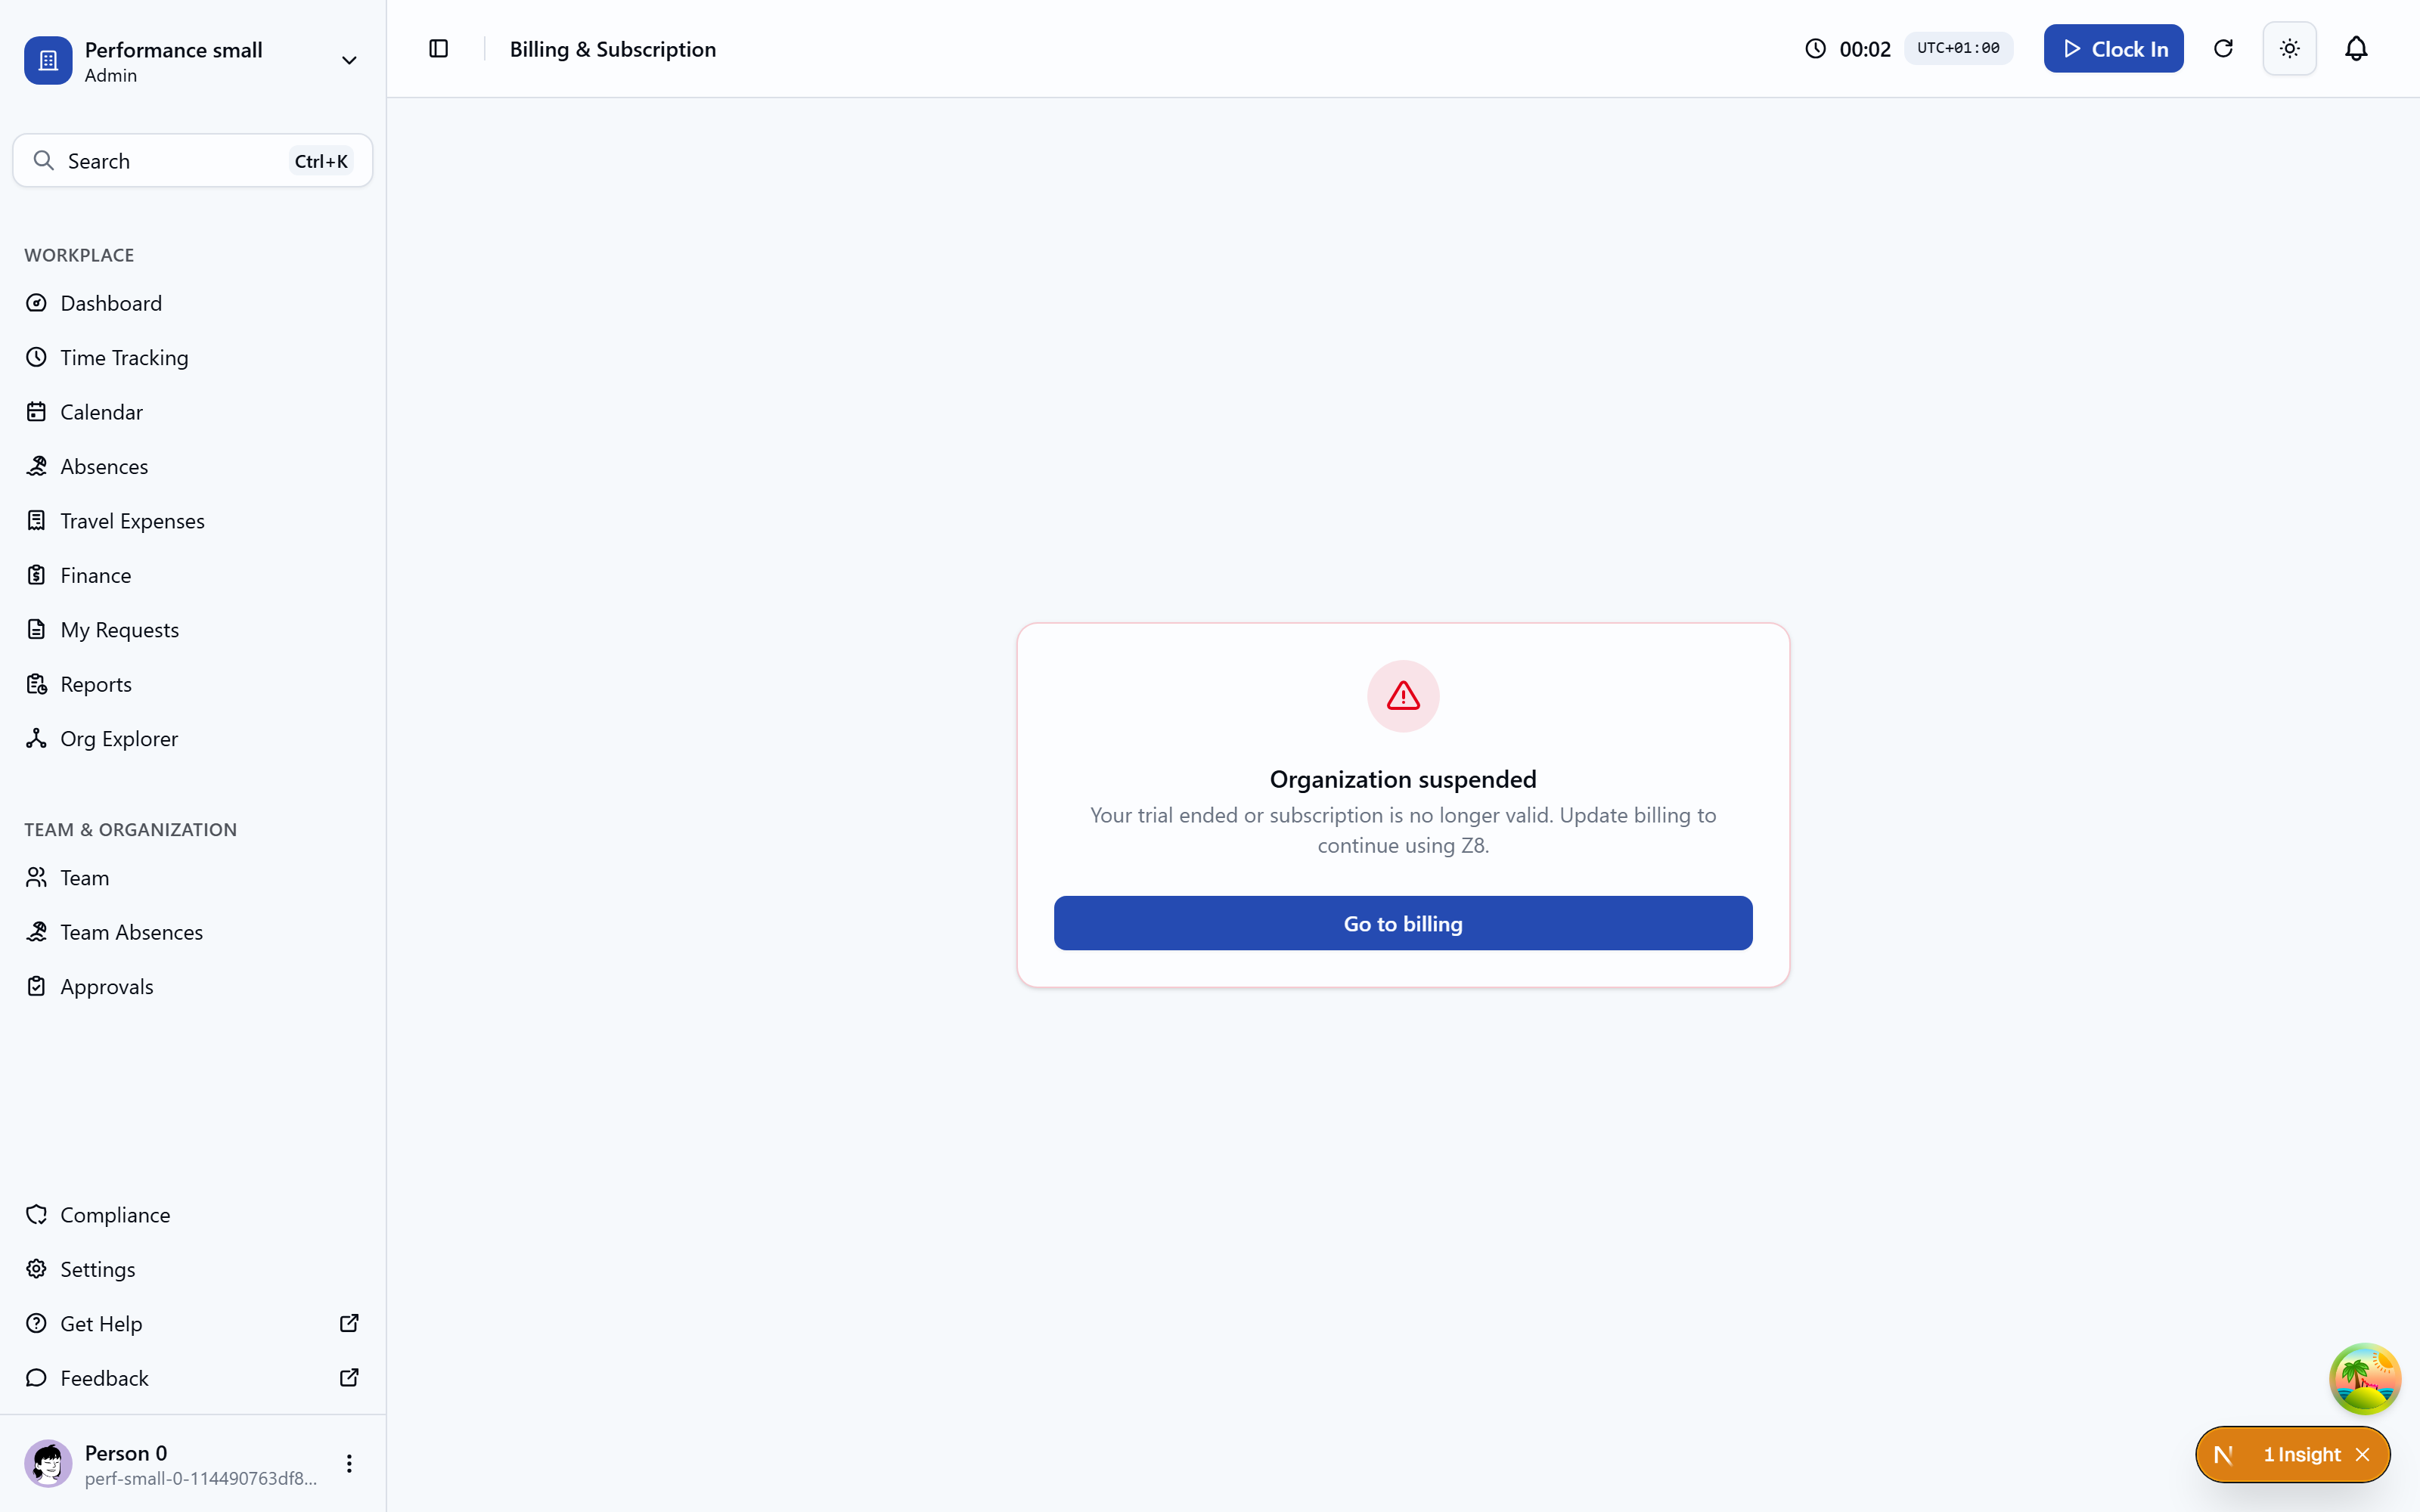 Performance small
Admin
Search
Ctrl+K
WORKPLACE
Dashboard
Time Tracking
Calendar
Absences
Travel Expenses
Finance
My Requests
Reports
Org Explorer
TEAM & ORGANIZATION
Team
Team Absences
Approvals
Compliance
Settings
Get Help
Feedback
Person 0
perf-small-0-114490763df8...
Billing & Subscription
00:02
UTC+01:00
Clock In
Organization suspended
Your trial ended or subscription is no longer valid. Update billing to
continue using Z8.
Go to billing
1 Insight